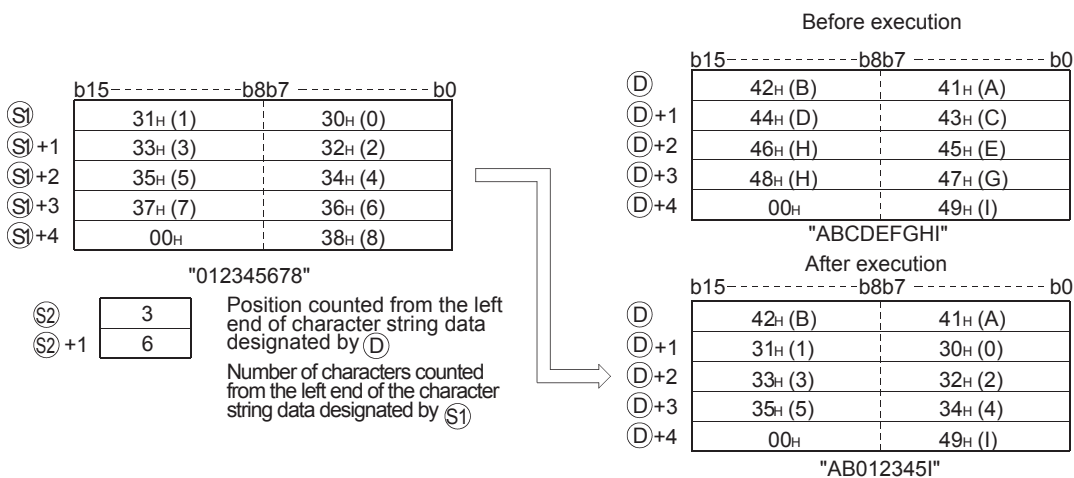 b15------------b8b7 ------------- b0
Ⓢ1 31H (1) 30H (0)
Ⓢ1+1 33H (3) 32H (2)
Ⓢ1+2 35H (5) 34H (4)
Ⓢ1+3 37H (7) 36H (6)
Ⓢ1+4 00H 38H (8)
"012345678"
Ⓢ2 3
Ⓢ2 +1 6
Position counted from the left
end of character string data
designated by Ⓓ
Number of characters counted
from the left end of the character
string data designated by Ⓢ1
Before execution
b15------------b8b7 ------------- b0
Ⓓ 42H (B) 41H (A)
Ⓓ+1 44H (D) 43H (C)
Ⓓ+2 46H (H) 45H (E)
Ⓓ+3 48H (H) 47H (G)
Ⓓ+4 00H 49H (I)
"ABCDEFGHI"
After execution
b15------------b8b7 ------------- b0
Ⓓ 42H (B) 41H (A)
Ⓓ+1 31H (1) 30H (0)
Ⓓ+2 33H (3) 32H (2)
Ⓓ+3 35H (5) 34H (4)
Ⓓ+4 00H 49H (I)
"AB012345I"